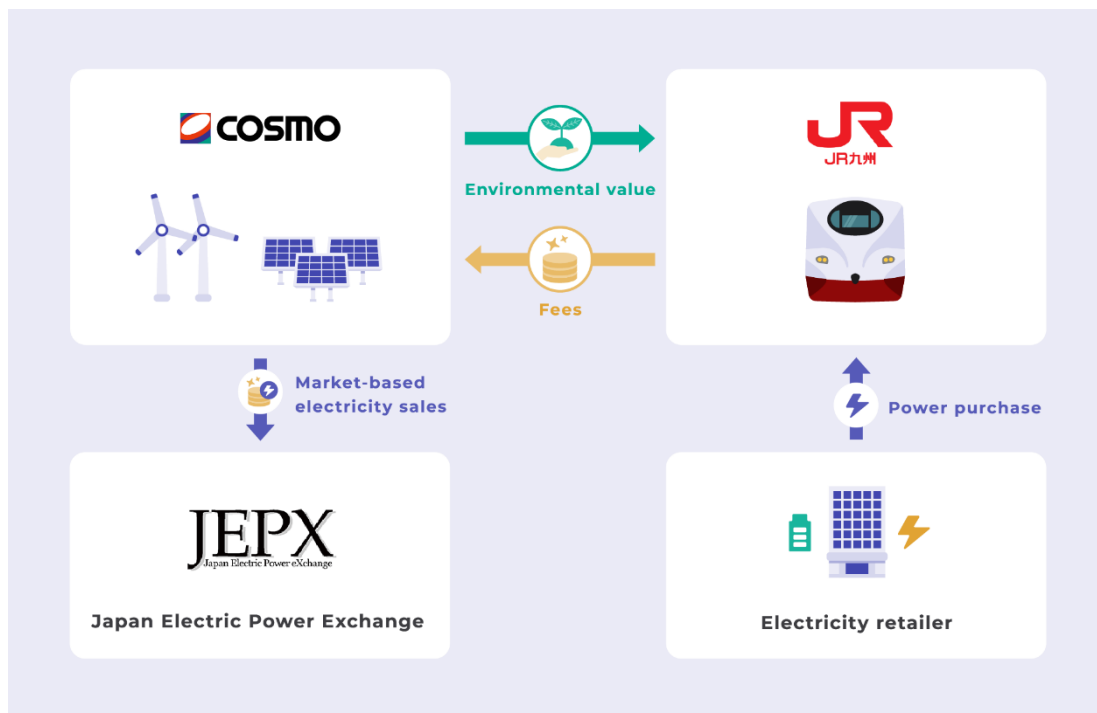 COSMO
Environmental value
Fees
JR
JR九州
Market-based
electricity sales
Power purchase
JEPX
Japan Electric Power eXchange
Japan Electric Power Exchange
Electricity retailer